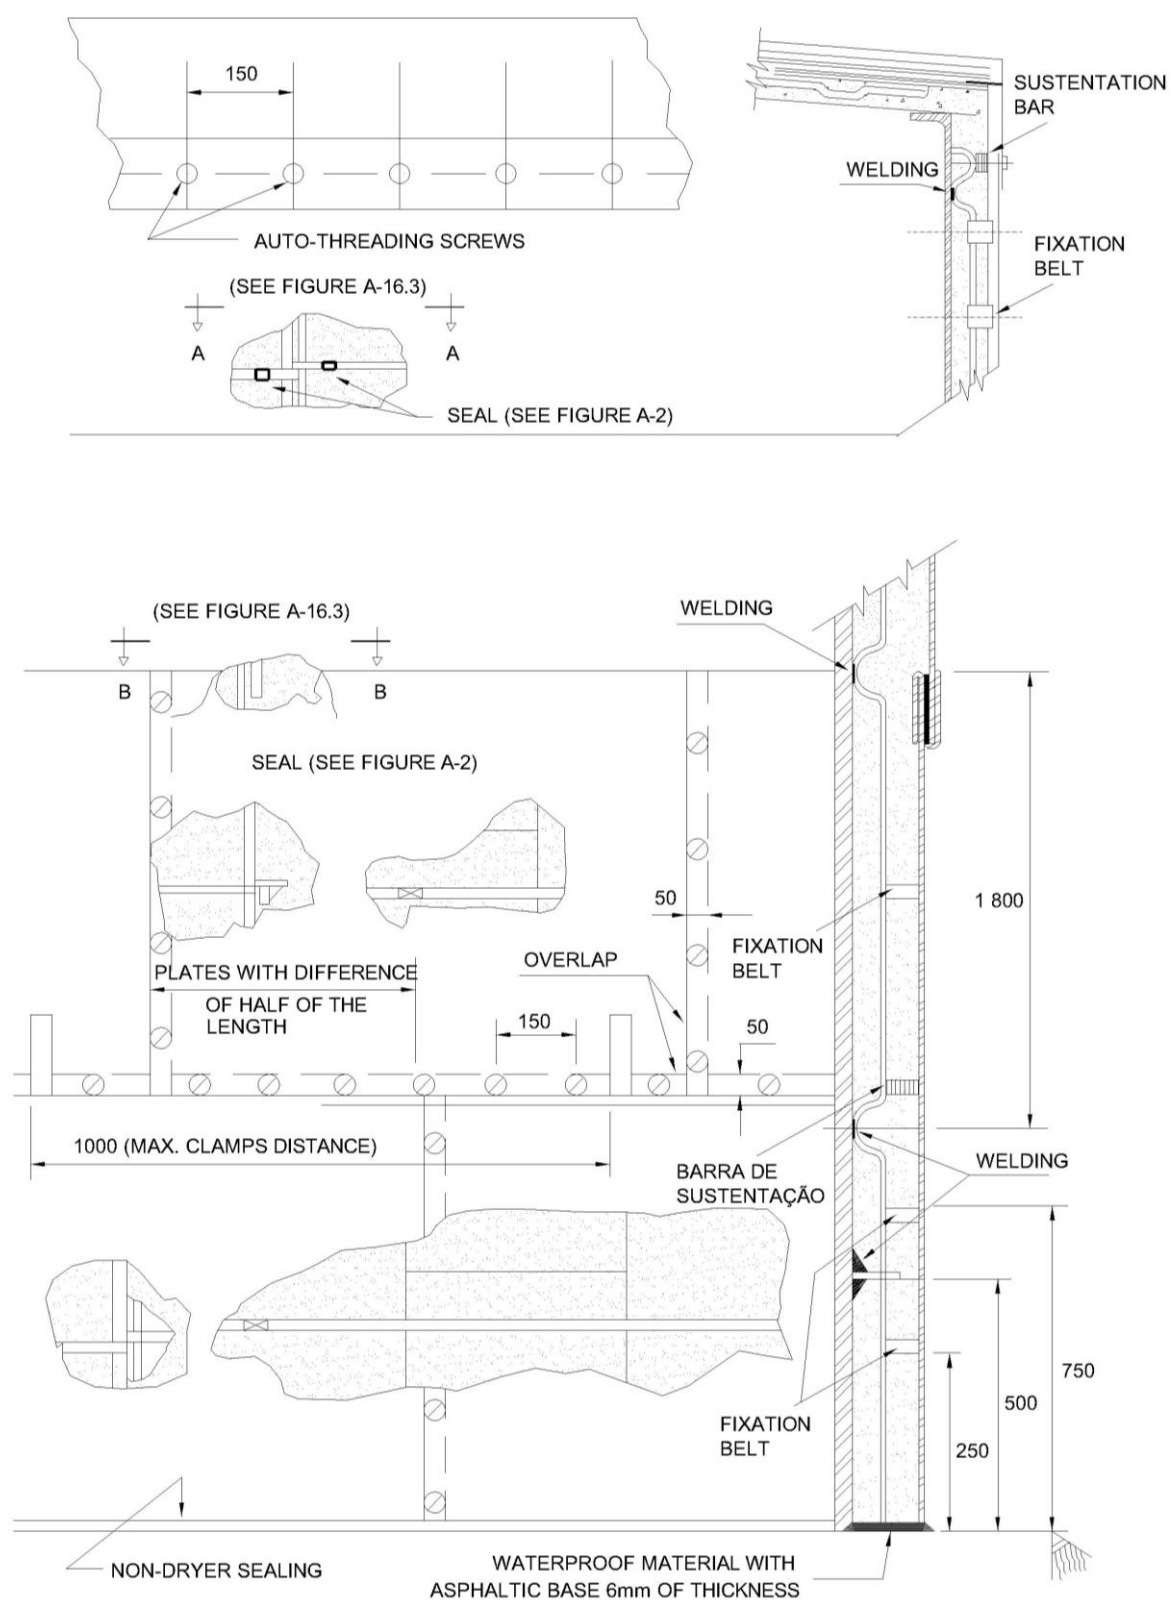 150
SUSTENTATION
BAR
WELDING
AUTO-THREADING SCREWS
FIXATION
BELT
(SEE FIGURE A-16.3)
A
A
SEAL (SEE FIGURE A-2)
(SEE FIGURE A-16.3)
WELDING
B
B
SEAL (SEE FIGURE A-2)
50
1 800
FIXATION
BELT
OVERLAP
PLATES WITH DIFFERENCE
OF HALF OF THE
LENGTH
150
50
1000 (MAX. CLAMPS DISTANCE)
BARRA DE
SUSTENTAÇÃO
WELDING
750
500
FIXATION
BELT
250
NON-DRYER SEALING
WATERPROOF MATERIAL WITH
ASPHALTIC BASE 6mm OF THICKNESS